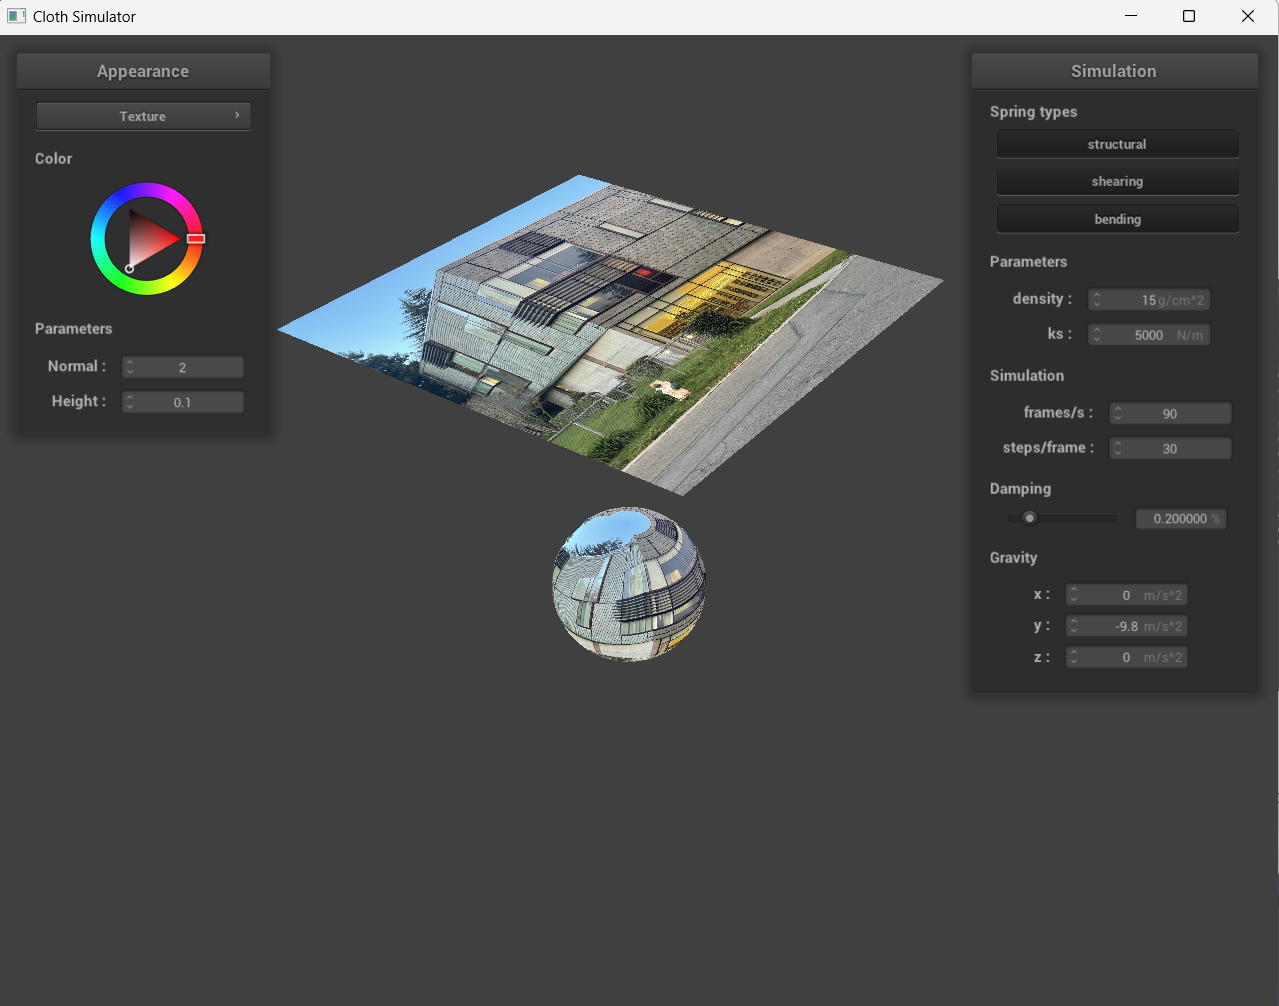 Cloth Simulator
Appearance
Texture
Color
Parameters
Normal : 2
Height : 0.1
Simulation
Spring types
structural
shearing
bending
Parameters
density : 15 g/cm^2
ks : 5000 N/m
Simulation
frames/s : 90
steps/frame : 30
Damping
0.200000 %
Gravity
x : 0 m/s^2
y : -9.8 m/s^2
z : 0 m/s^2